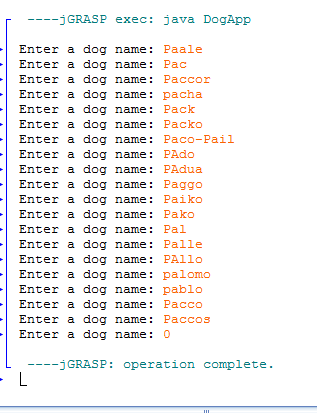 ----jGRASP exec: java DogApp
Enter a dog name: Paale
Enter a dog name: Pac
Enter a dog name: Paccor
Enter a dog name: pacha
Enter a dog name: Pack
Enter a dog name: Packo
Enter a dog name: Paco-Pail
Enter a dog name: PAdo
Enter a dog name: PAdua
Enter a dog name: Paggo
Enter a dog name: Paiko
Enter a dog name: Pako
Enter a dog name: Pal
Enter a dog name: Palle
Enter a dog name: PAllo
Enter a dog name: palomo
Enter a dog name: pablo
Enter a dog name: Pacco
Enter a dog name: Paccos
Enter a dog name: 0
----jGRASP: operation complete.